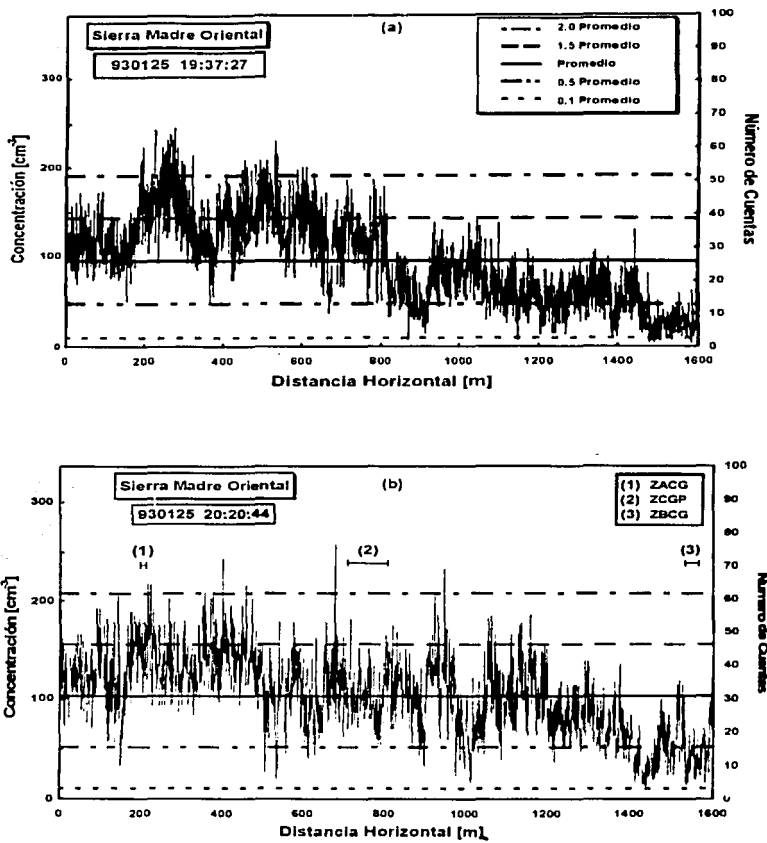 Sierra Madre Oriental
930125 19:37:27
(a)
2.0 Promedio
1.5 Promedio
Promedio
0.5 Promedio
0.1 Promedio
Concentración [cm-3]
300
200
100
0
100
90
80
70
60
50
40
30
20
10
0
Número de Cuentas
0 200 400 600 800 1000 1200 1400 1600
Distancia Horizontal [m]
Sierra Madre Oriental
930125 20:20:44
(b)
(1) ZACG
(2) ZCGP
(3) ZBCG
(1)
(2)
(3)
Concentración [cm-3]
300
200
100
0
100
90
80
70
60
50
40
30
20
10
0
Numero de Cuentas
0 200 400 600 800 1000 1200 1400 1600
Distancia Horizontal [m]